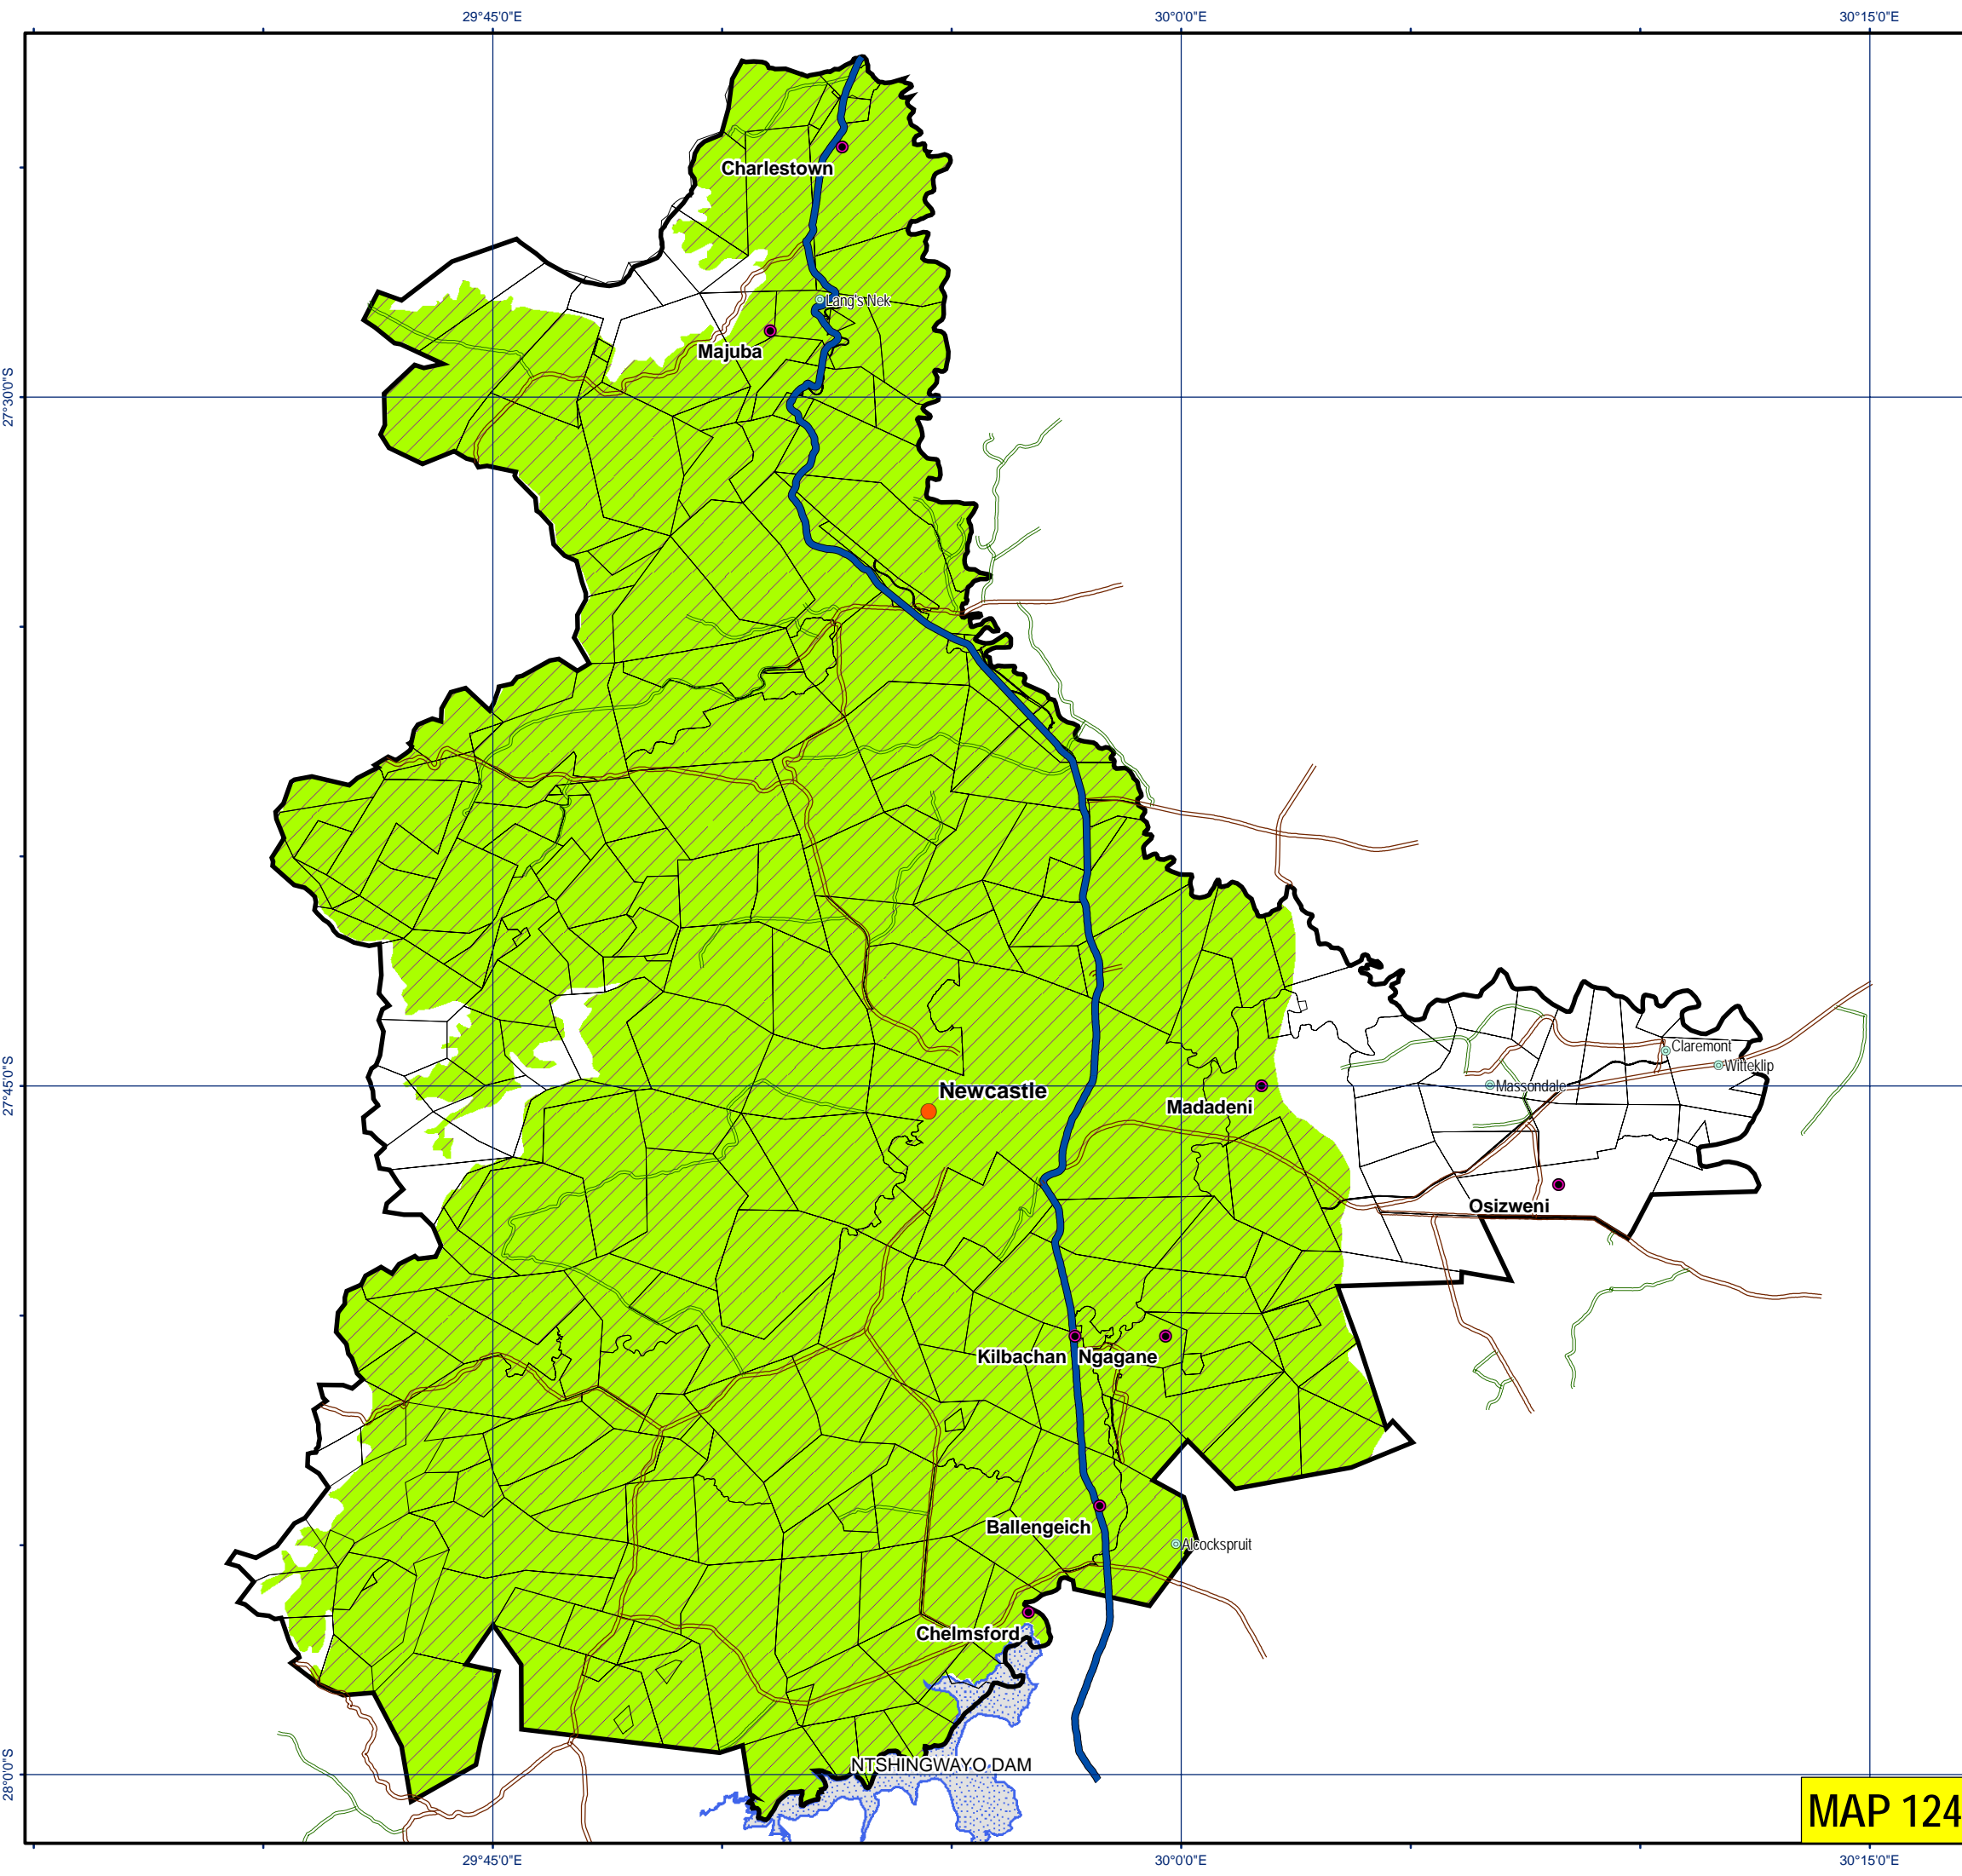 29°45'0"E
30°0'0"E
30°15'0"E
Charlestown
Lang's Nek
Majuba
27°30'0"S
Claremont
Witteklip
27°45'0"S
Massondale
Newcastle
Madadeni
Osizweni
Kilbachan
Ngagane
Ballengeich
Alcockspruit
Chelmsford
NTSHINGWAYO DAM
28°0'0"S
MAP 124
29°45'0"E
30°0'0"E
30°15'0"E